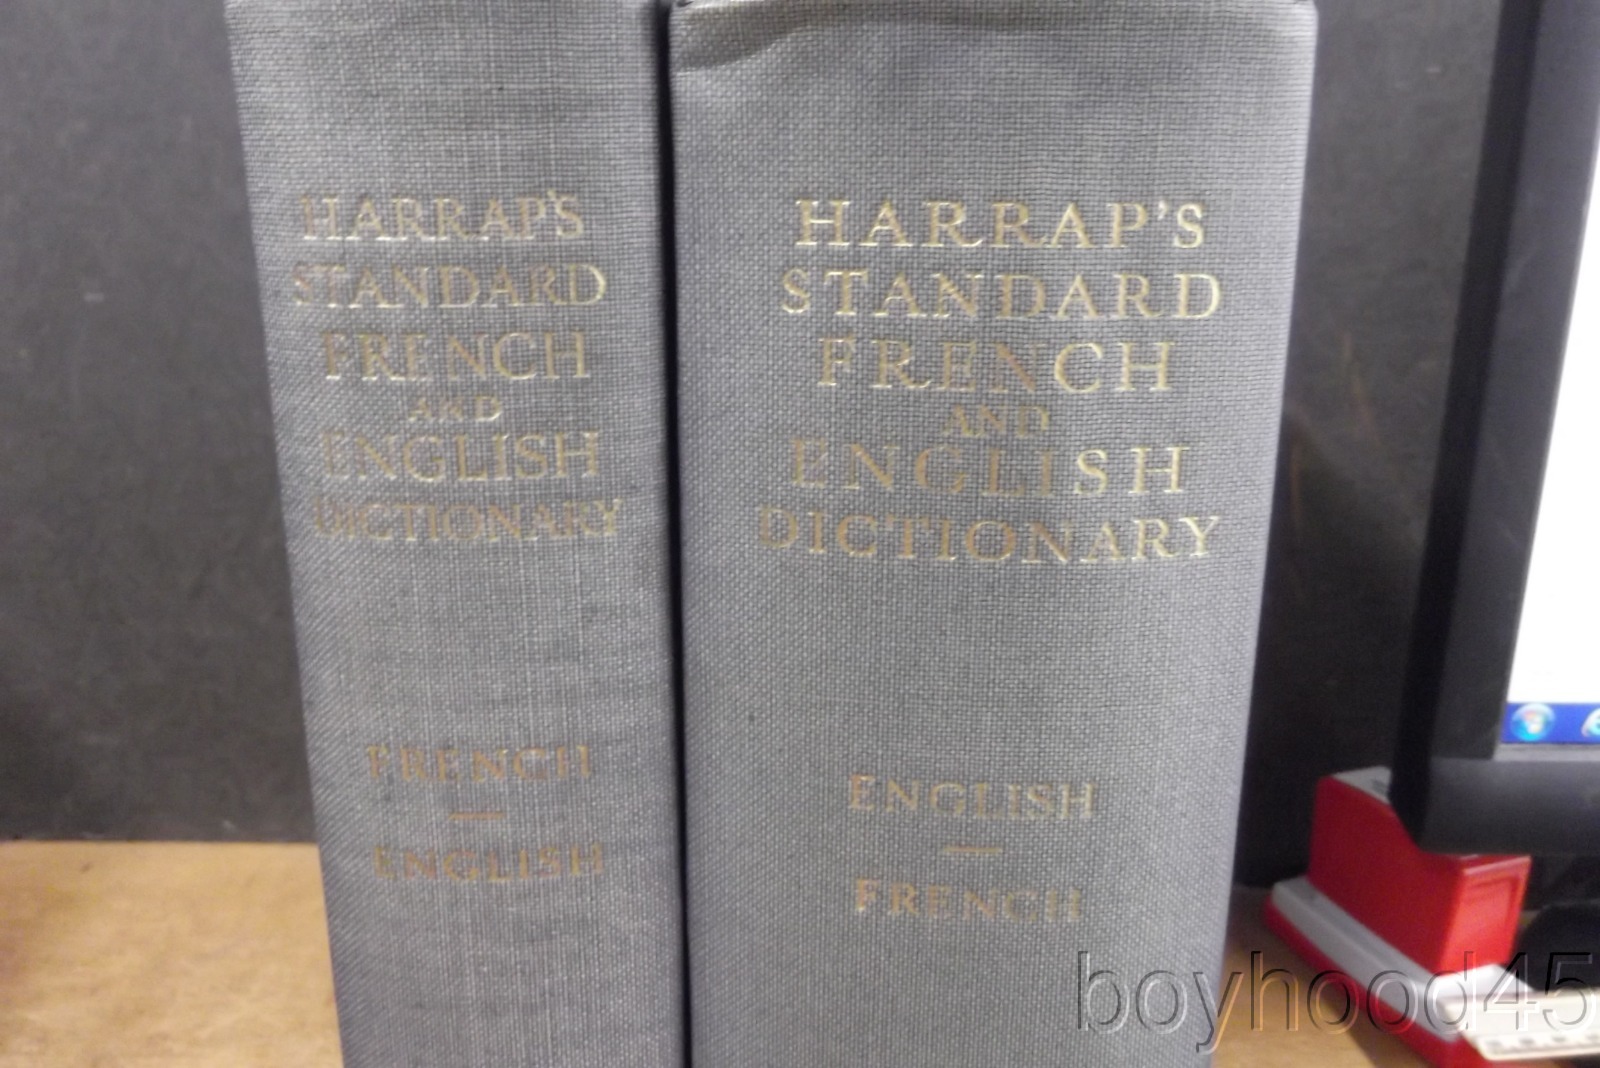 HARRAP'S
STANDARD
FRENCH
AND
ENGLISH
DICTIONARY
FRENCH
—
ENGLISH
HARRAP'S
STANDARD
FRENCH
AND
ENGLISH
DICTIONARY
ENGLISH
—
FRENCH
boyhood45